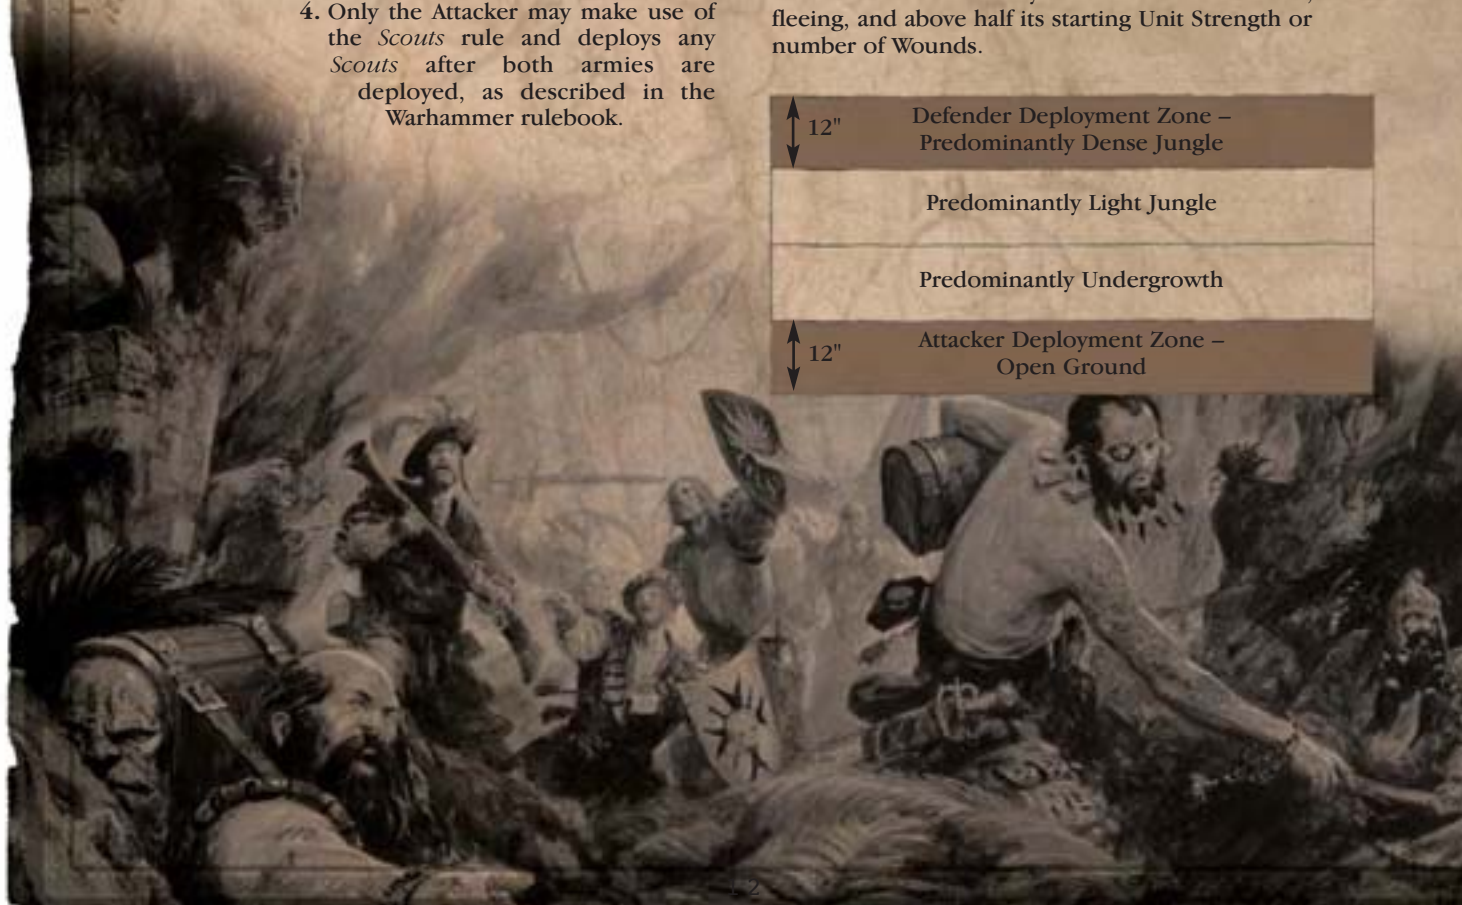 4. Only the Attacker may make use of
the Scouts rule and deploys any
Scouts after both armies are
deployed, as described in the
Warhammer rulebook.
fleeing, and above half its starting Unit Strength or
number of Wounds.
12"
Defender Deployment Zone –
Predominantly Dense Jungle
Predominantly Light Jungle
Predominantly Undergrowth
12"
Attacker Deployment Zone –
Open Ground